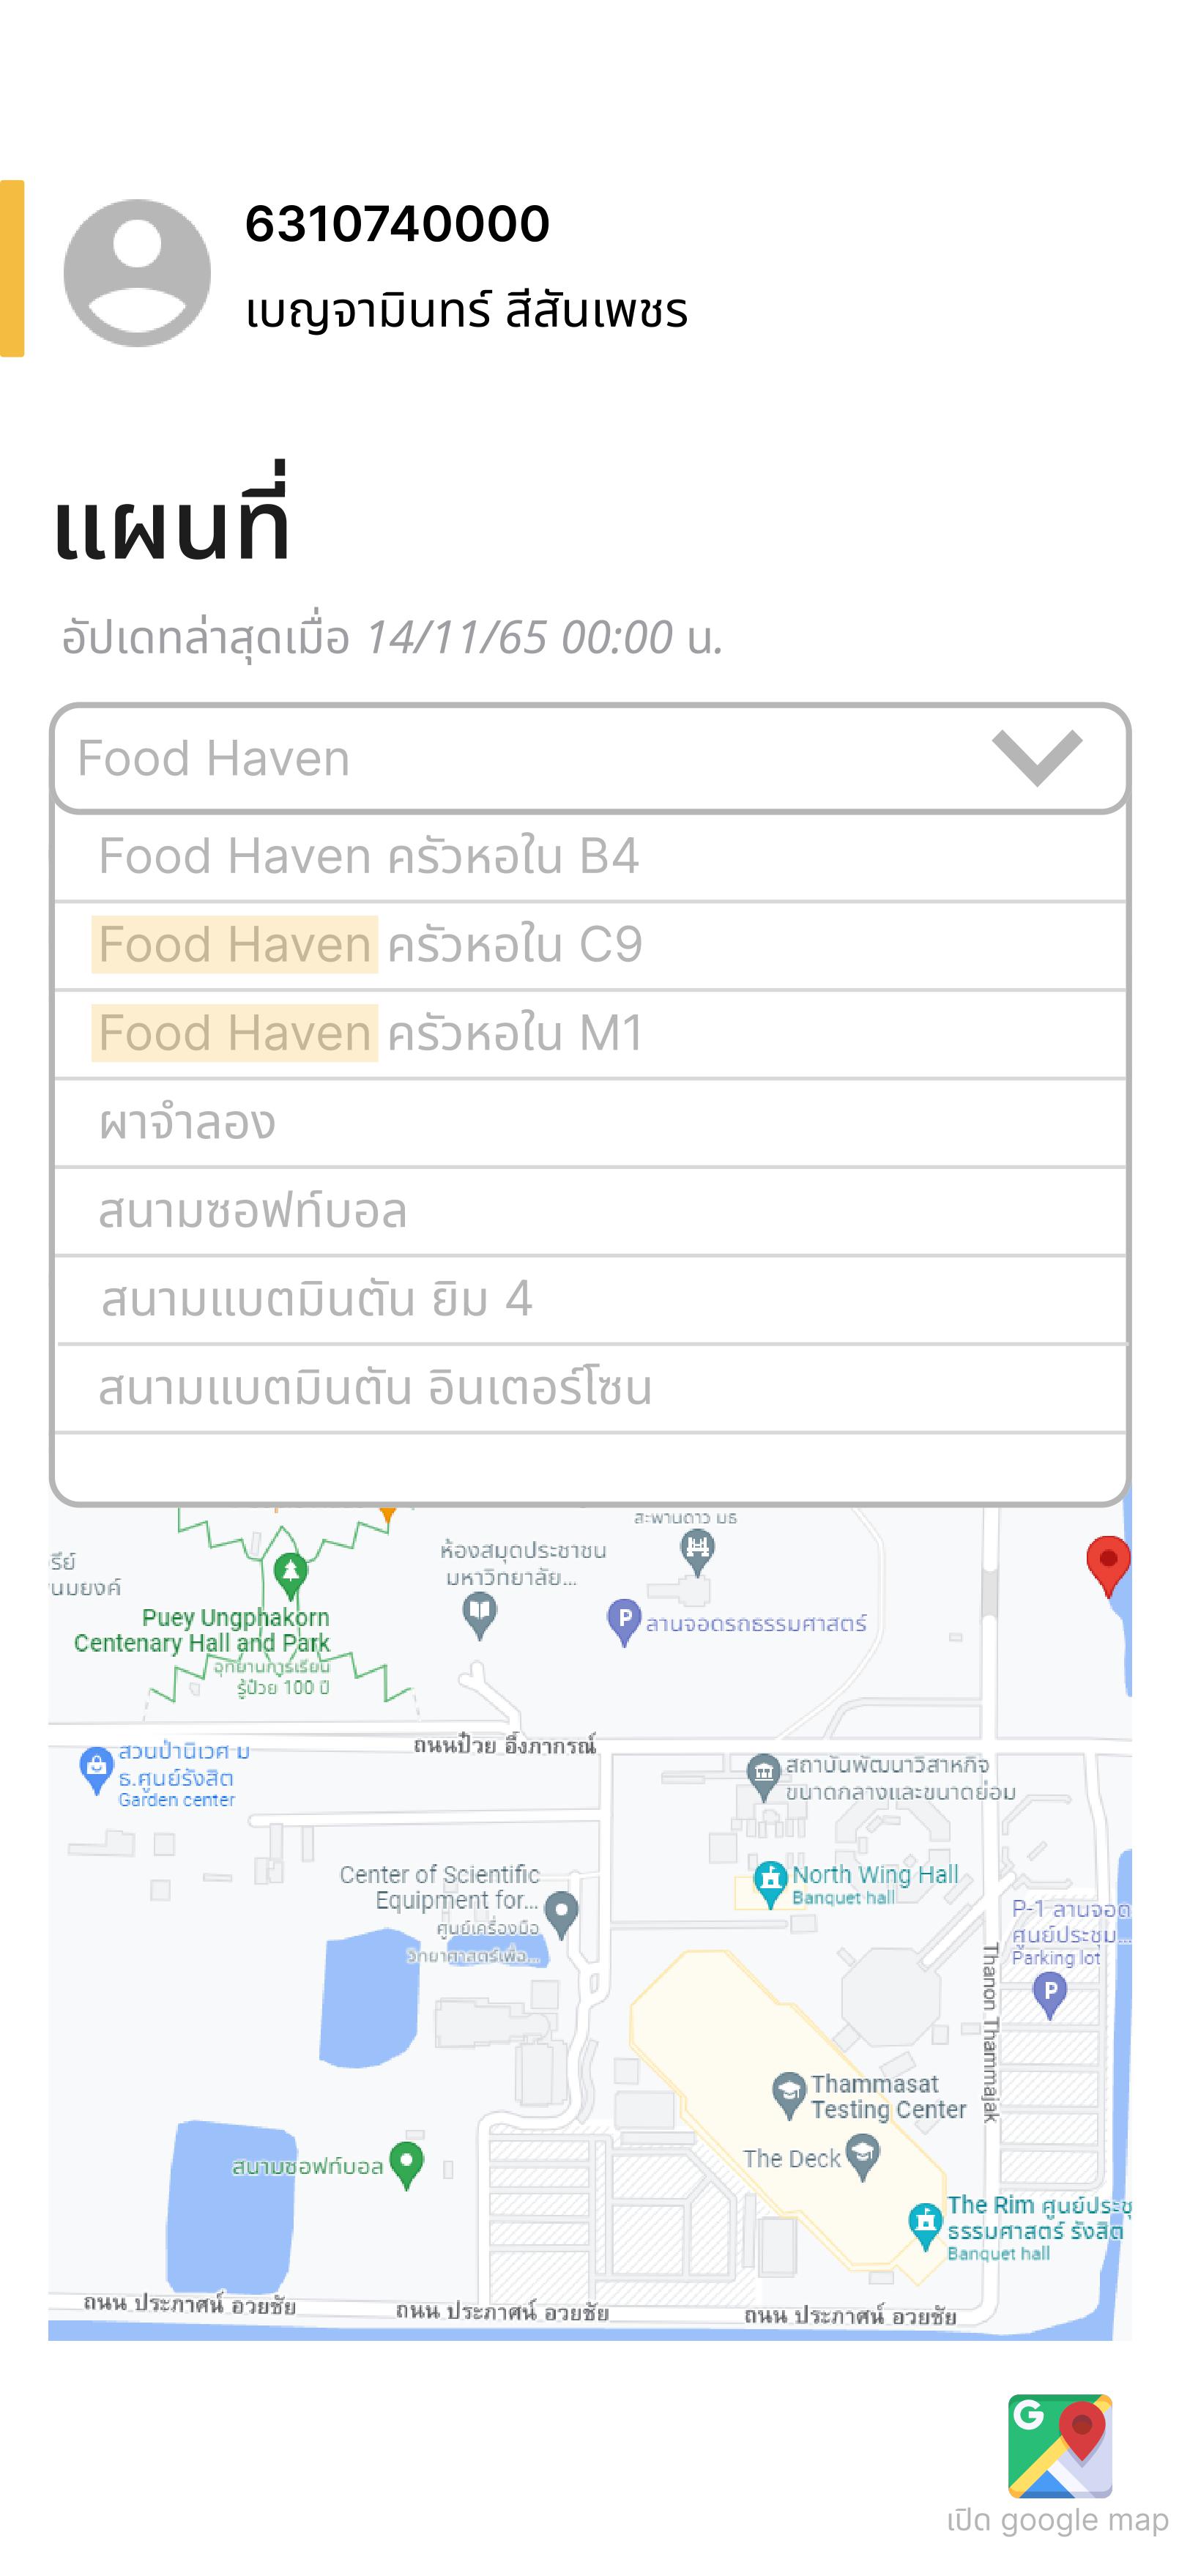 6310740000
เบญจามินทร์ สีสันเพชร
แผนที่
อัปเดทล่าสุดเมื่อ 14/11/65 00:00 น.
Food Haven
Food Haven ครัวหอใน B4
Food Haven ครัวหอใน C9
Food Haven ครัวหอใน M1
ผาจำลอง
สนามซอฟท์บอล
สนามแบตมินตัน ยิม 4
สนามแบตมินตัน อินเตอร์โซน
สะพานดาว มธ
ห้องสมุดประชาชน
มหาวิทยาลัย...
รีย์
นมยงค์
Puey Ungphakorn
Centenary Hall and Park
อุทยานการเรียน
รู้ป๋วย 100 ปี
P ลานจอดรถธรรมศาสตร์
ถนนป๋วย อึ๊งภากรณ์
สวนป่านิเวศ ม
ธ.ศูนย์รังสิต
Garden center
สถาบันพัฒนาวิสาหกิจ
ขนาดกลางและขนาดย่อม
Center of Scientific
Equipment for...
ศูนย์เครื่องมือ
วิทยาศาสตร์เพื่อ...
North Wing Hall
Banquet hall
P-1 ลานจอด
ศูนย์ประชุม...
Parking lot
P
Thanon Thammajak
Thammasat
Testing Center
The Deck
สนามซอฟท์บอล
The Rim ศูนย์ประชุ
ธรรมศาสตร์ รังสิต
Banquet hall
ถนน ประกาศน์ อวยชัย
ถนน ประกาศน์ อวยชัย
ถนน ประกาศน์ อวยชัย
G
เปิด google map